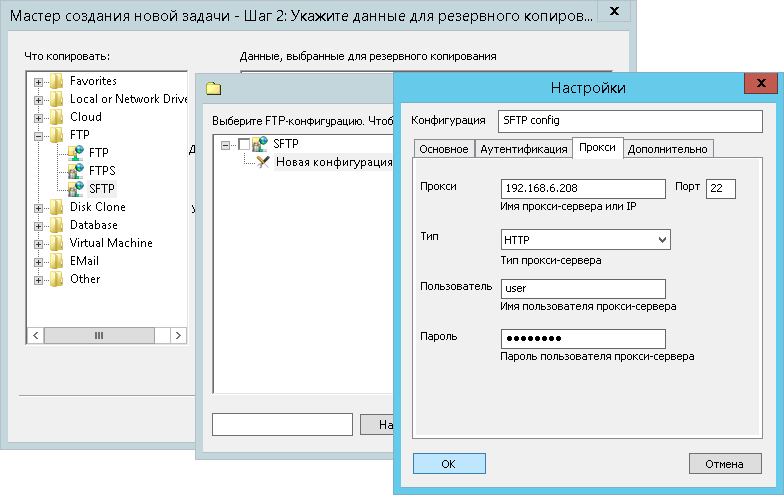 Мастер создания новой задачи - Шаг 2: Укажите данные для резервного копиров...
Что копировать:
Данные, выбранные для резервного копирования
Favorites
Local or Network Drive
Cloud
FTP
FTP
FTPS
SFTP
Disk Clone
Database
Virtual Machine
EMail
Other
Выберите FTP-конфигурацию. Чтоб
SFTP
Новая конфигурация
На
Настройки
Конфигурация SFTP config
Основное Аутентификация Прокси Дополнительно
Прокси 192.168.6.208 Порт 22
Имя прокси-сервера или IP
Тип HTTP
Тип прокси-сервера
Пользователь user
Имя пользователя прокси-сервера
Пароль ●●●●●●●●
Пароль пользователя прокси-сервера
OK Отмена